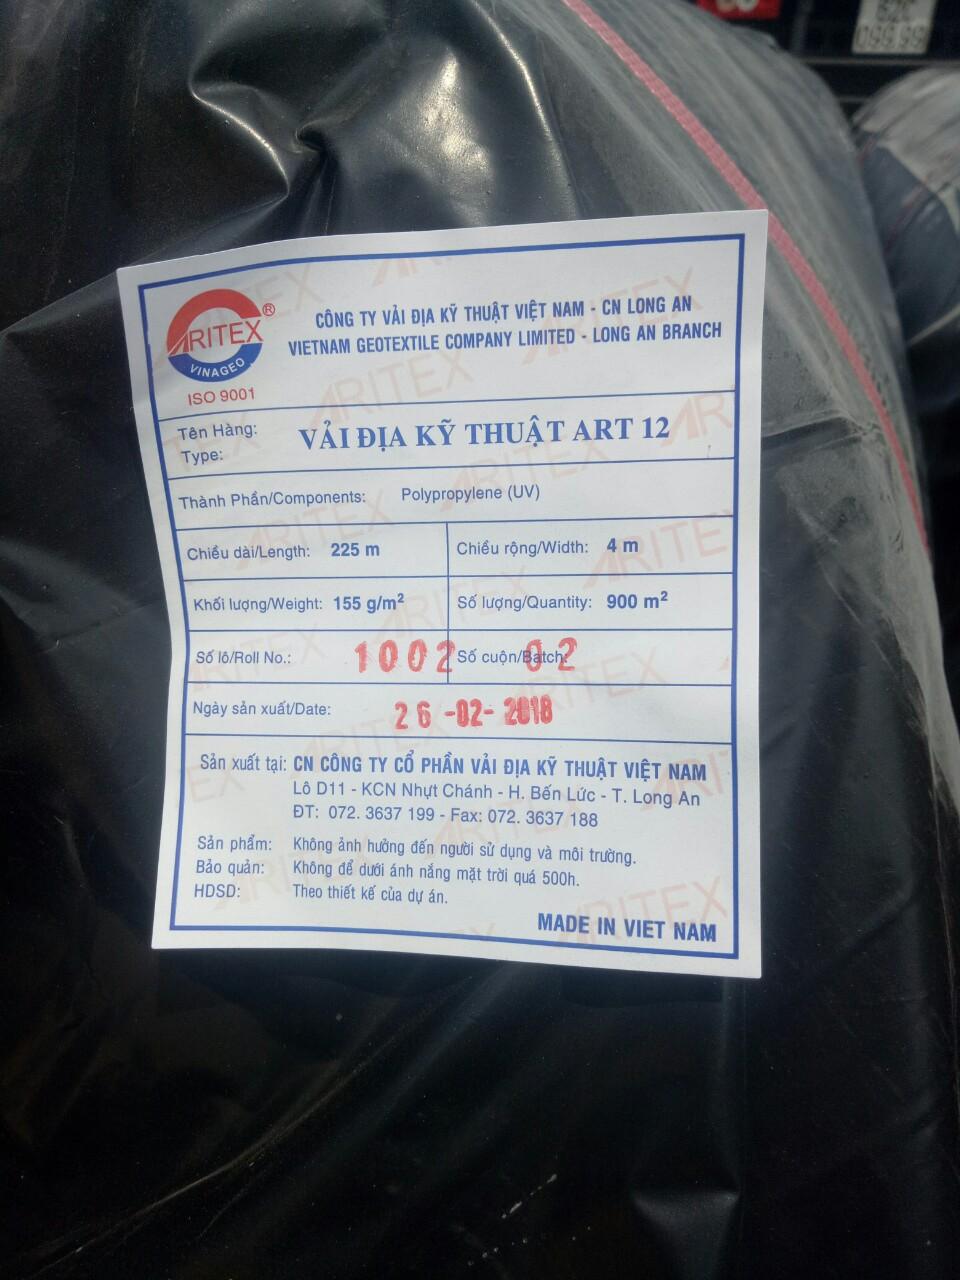 62C
099.99
ARITEX®
VINAGEO
ISO 9001
CÔNG TY VẢI ĐỊA KỸ THUẬT VIỆT NAM - CN LONG AN
VIETNAM GEOTEXTILE COMPANY LIMITED - LONG AN BRANCH
Tên Hàng:
Type:
VẢI ĐỊA KỸ THUẬT ART 12
Thành Phần/Components: Polypropylene (UV)
Chiều dài/Length: 225 m
Chiều rộng/Width: 4 m
Khối lượng/Weight: 155 g/m²
Số lượng/Quantity: 900 m²
Số lô/Roll No.: 1002
Số cuộn/Batch: 02
Ngày sản xuất/Date: 26-02-2018
Sản xuất tại: CN CÔNG TY CỔ PHẦN VẢI ĐỊA KỸ THUẬT VIỆT NAM
Lô D11 - KCN Nhựt Chánh - H. Bến Lức - T. Long An
ĐT: 072. 3637 199 - Fax: 072. 3637 188
Sản phẩm: Không ảnh hưởng đến người sử dụng và môi trường.
Bảo quản: Không để dưới ánh nắng mặt trời quá 500h.
HDSD: Theo thiết kế của dự án.
MADE IN VIET NAM